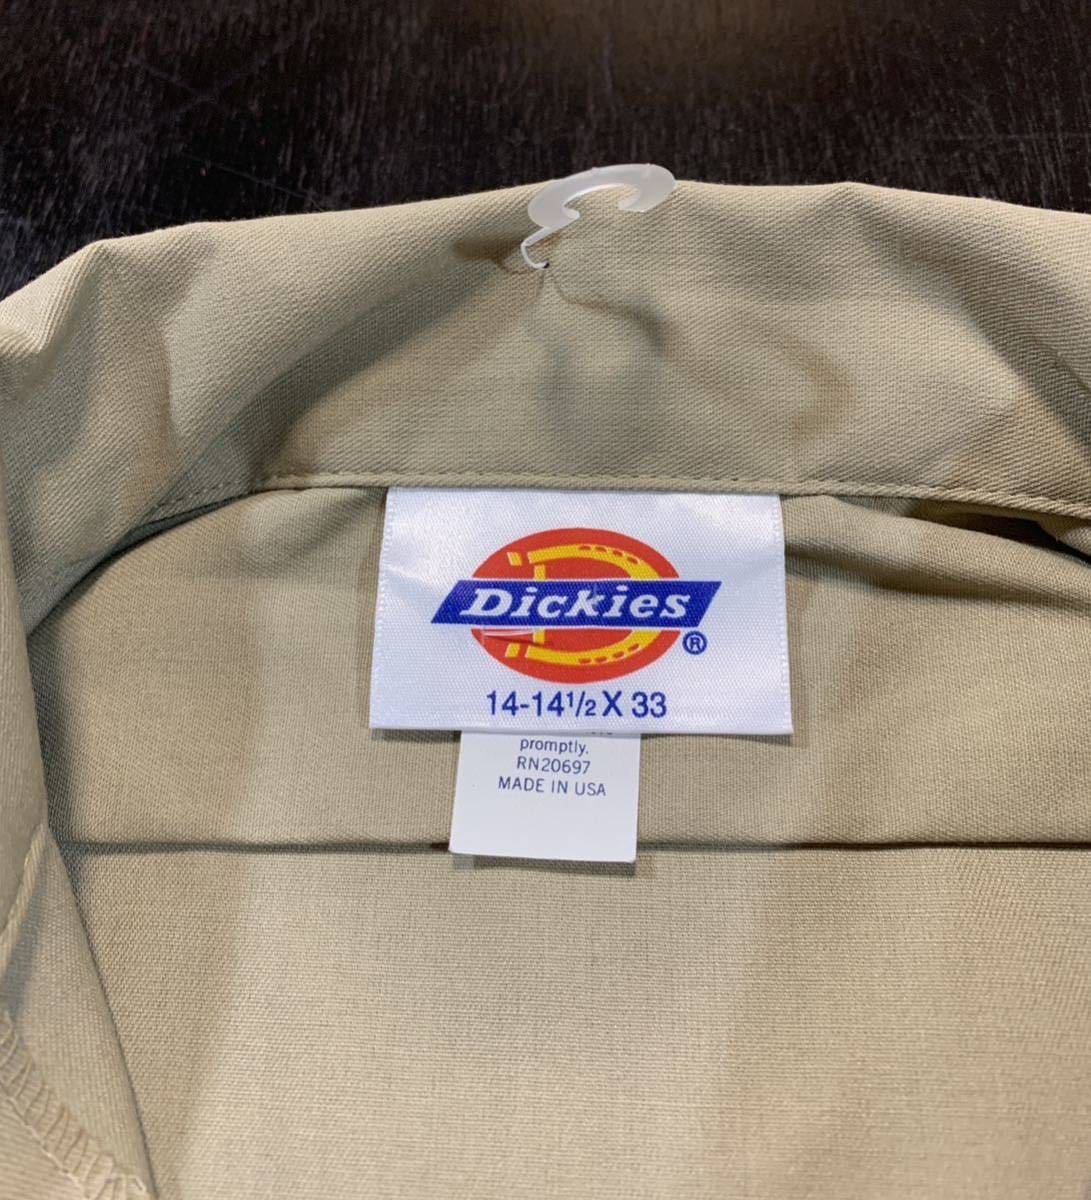 Dickies
®
14-14½ X 33
promptly.
RN20697
MADE IN USA